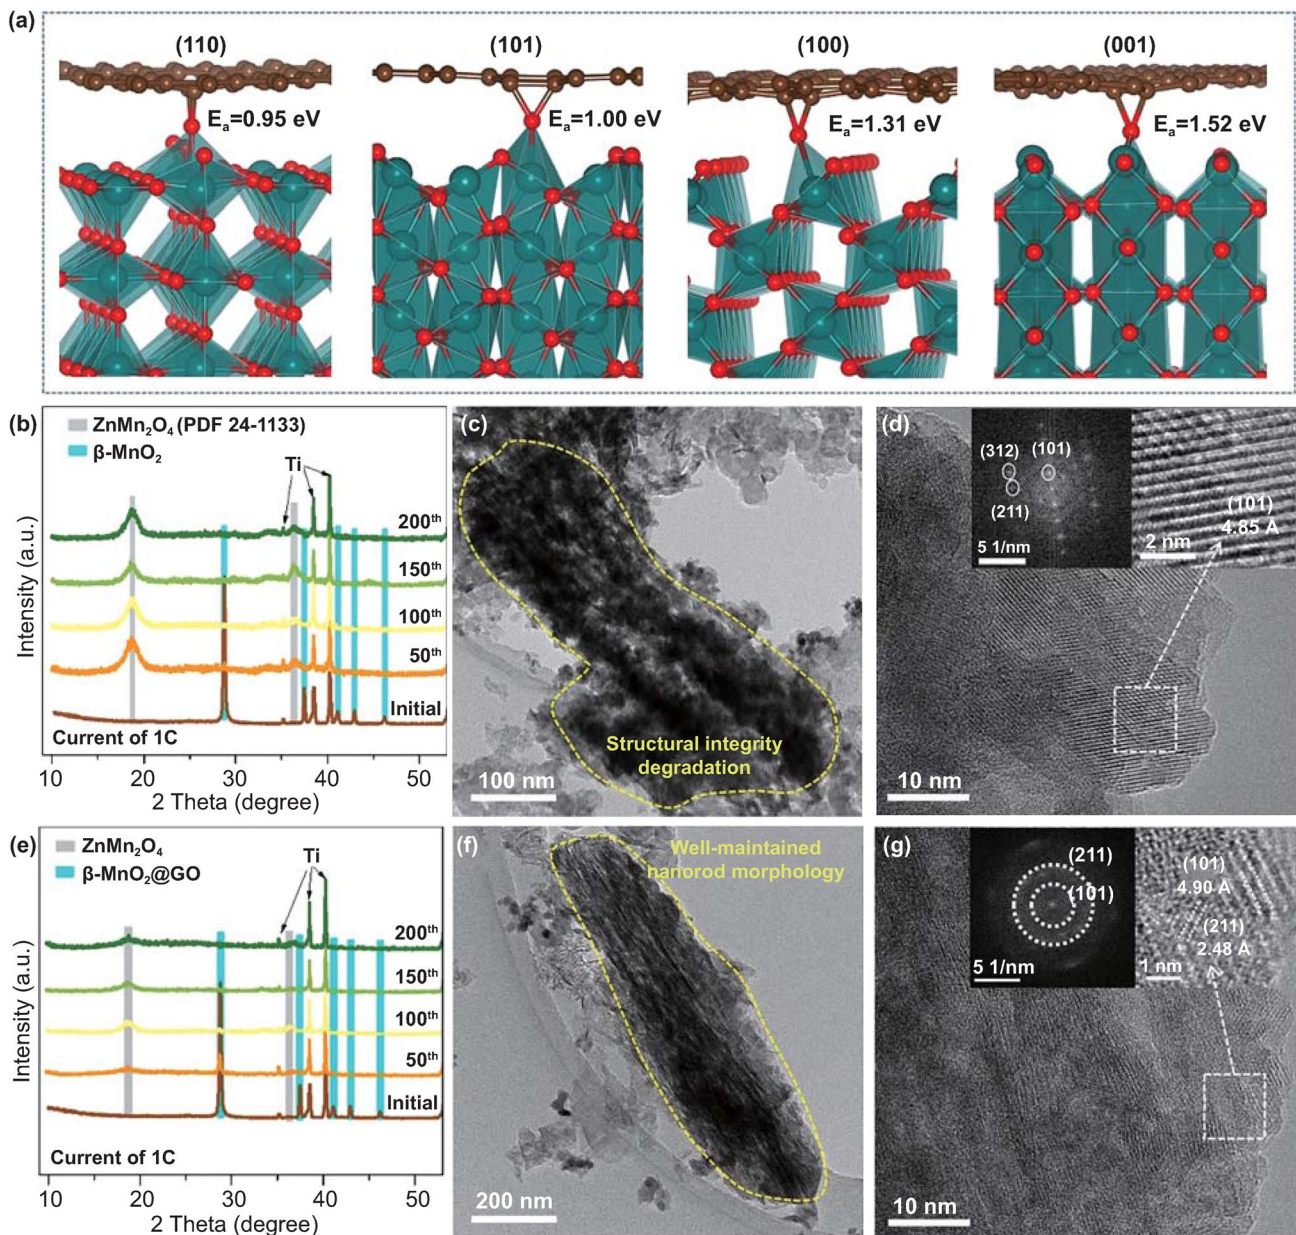 (a)
(110)
(101)
(100)
(001)
Eₐ=0.95 eV
Eₐ=1.00 eV
Eₐ=1.31 eV
Eₐ=1.52 eV
(b)
ZnMn₂O₄ (PDF 24-1133)
β-MnO₂
Ti
200ᵗʰ
150ᵗʰ
100ᵗʰ
50ᵗʰ
Initial
Current of 1C
Intensity (a.u.)
10 20 30 40 50
2 Theta (degree)
(c)
Structural integrity
degradation
100 nm
(d)
(312)
(101)
(211)
5 1/nm
(101)
4.85 Å
2 nm
10 nm
(e)
ZnMn₂O₄
β-MnO₂@GO
Ti
200ᵗʰ
150ᵗʰ
100ᵗʰ
50ᵗʰ
Initial
Current of 1C
Intensity (a.u.)
10 20 30 40 50
2 Theta (degree)
(f)
Well-maintained
hanorod morphology
200 nm
(g)
(211)
(101)
5 1/nm
(101)
4.90 Å
(211)
2.48 Å
1 nm
10 nm